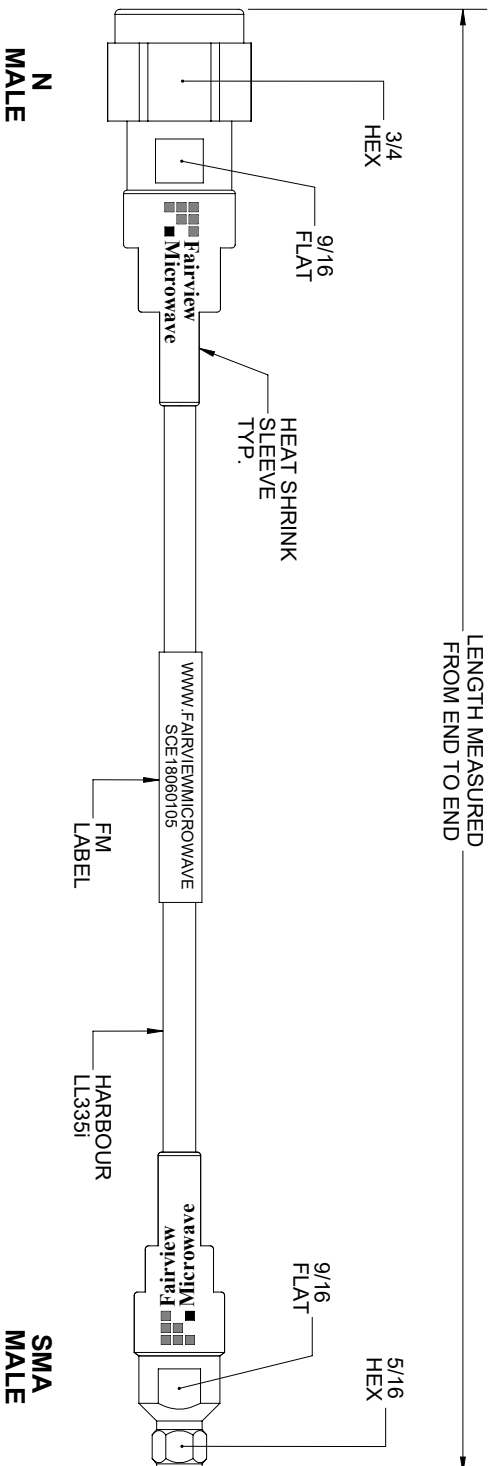 LENGTH MEASURED
FROM END TO END
3/4
HEX
9/16
FLAT
HEAT SHRINK
SLEEVE
TYP.
9/16
FLAT
5/16
HEX
Fairview
Microwave
WWW.FAIRVIEWMICROWAVE
SCE18060105
Fairview
Microwave
FM
LABEL
HARBOUR
LL335i
N
MALE
SMA
MALE